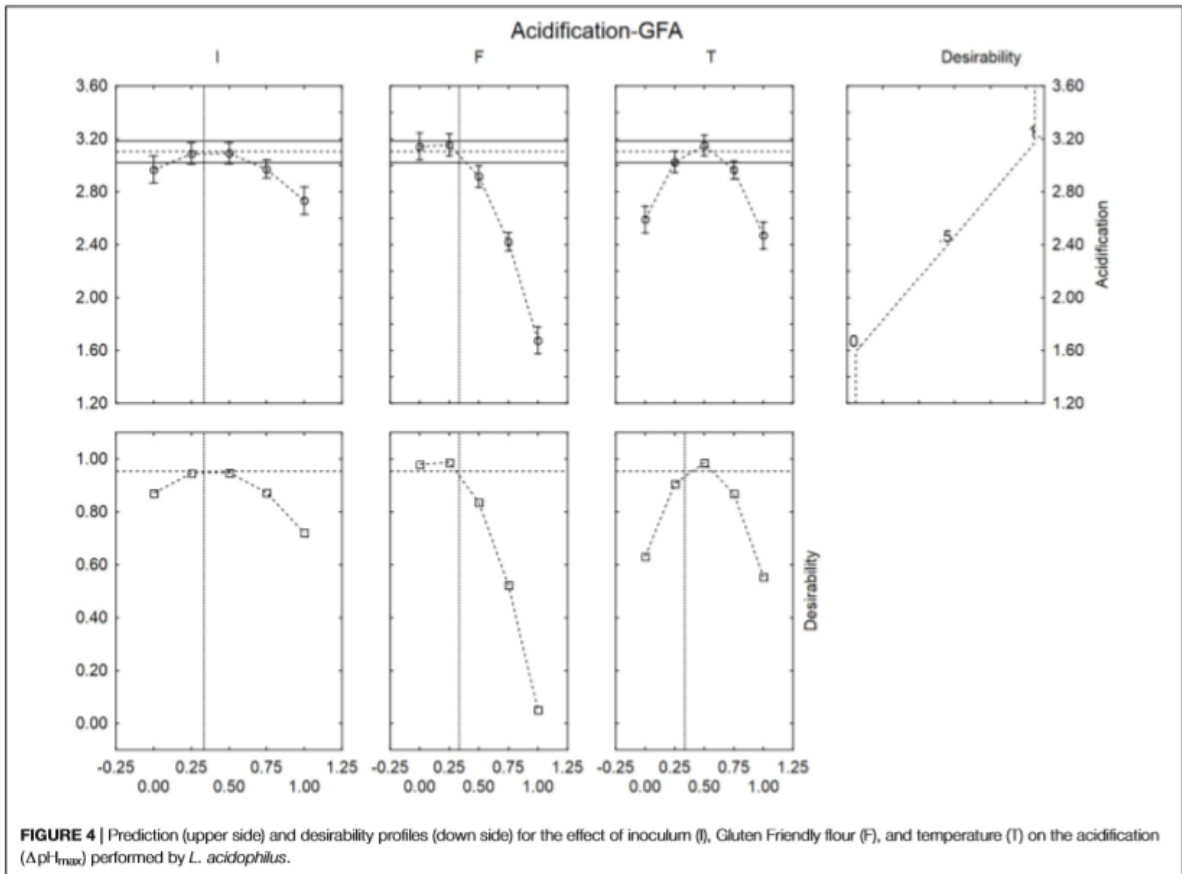 Acidification-GFA
I F T Desirability
3.60 3.60
3.20 1 3.20
2.80 2.80
2.40 .5 2.40
2.00 2.00
1.60 0 1.60
1.20 1.20
Acidification
1.00
0.80
0.60
0.40
0.20
0.00
Desirability
-0.25 0.25 0.75 1.25 -0.25 0.25 0.75 1.25 -0.25 0.25 0.75 1.25
0.00 0.50 1.00 0.00 0.50 1.00 0.00 0.50 1.00
FIGURE 4 | Prediction (upper side) and desirability profiles (down side) for the effect of inoculum (I), Gluten Friendly flour (F), and temperature (T) on the acidification
(ΔpHmax) performed by L. acidophilus.